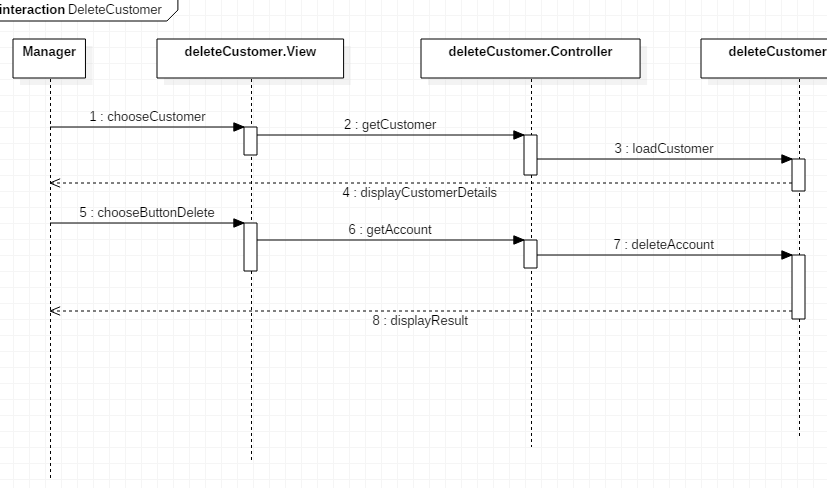 interaction DeleteCustomer
Manager
deleteCustomer.View
deleteCustomer.Controller
deleteCustomer
1 : chooseCustomer
2 : getCustomer
3 : loadCustomer
4 : displayCustomerDetails
5 : chooseButtonDelete
6 : getAccount
7 : deleteAccount
8 : displayResult